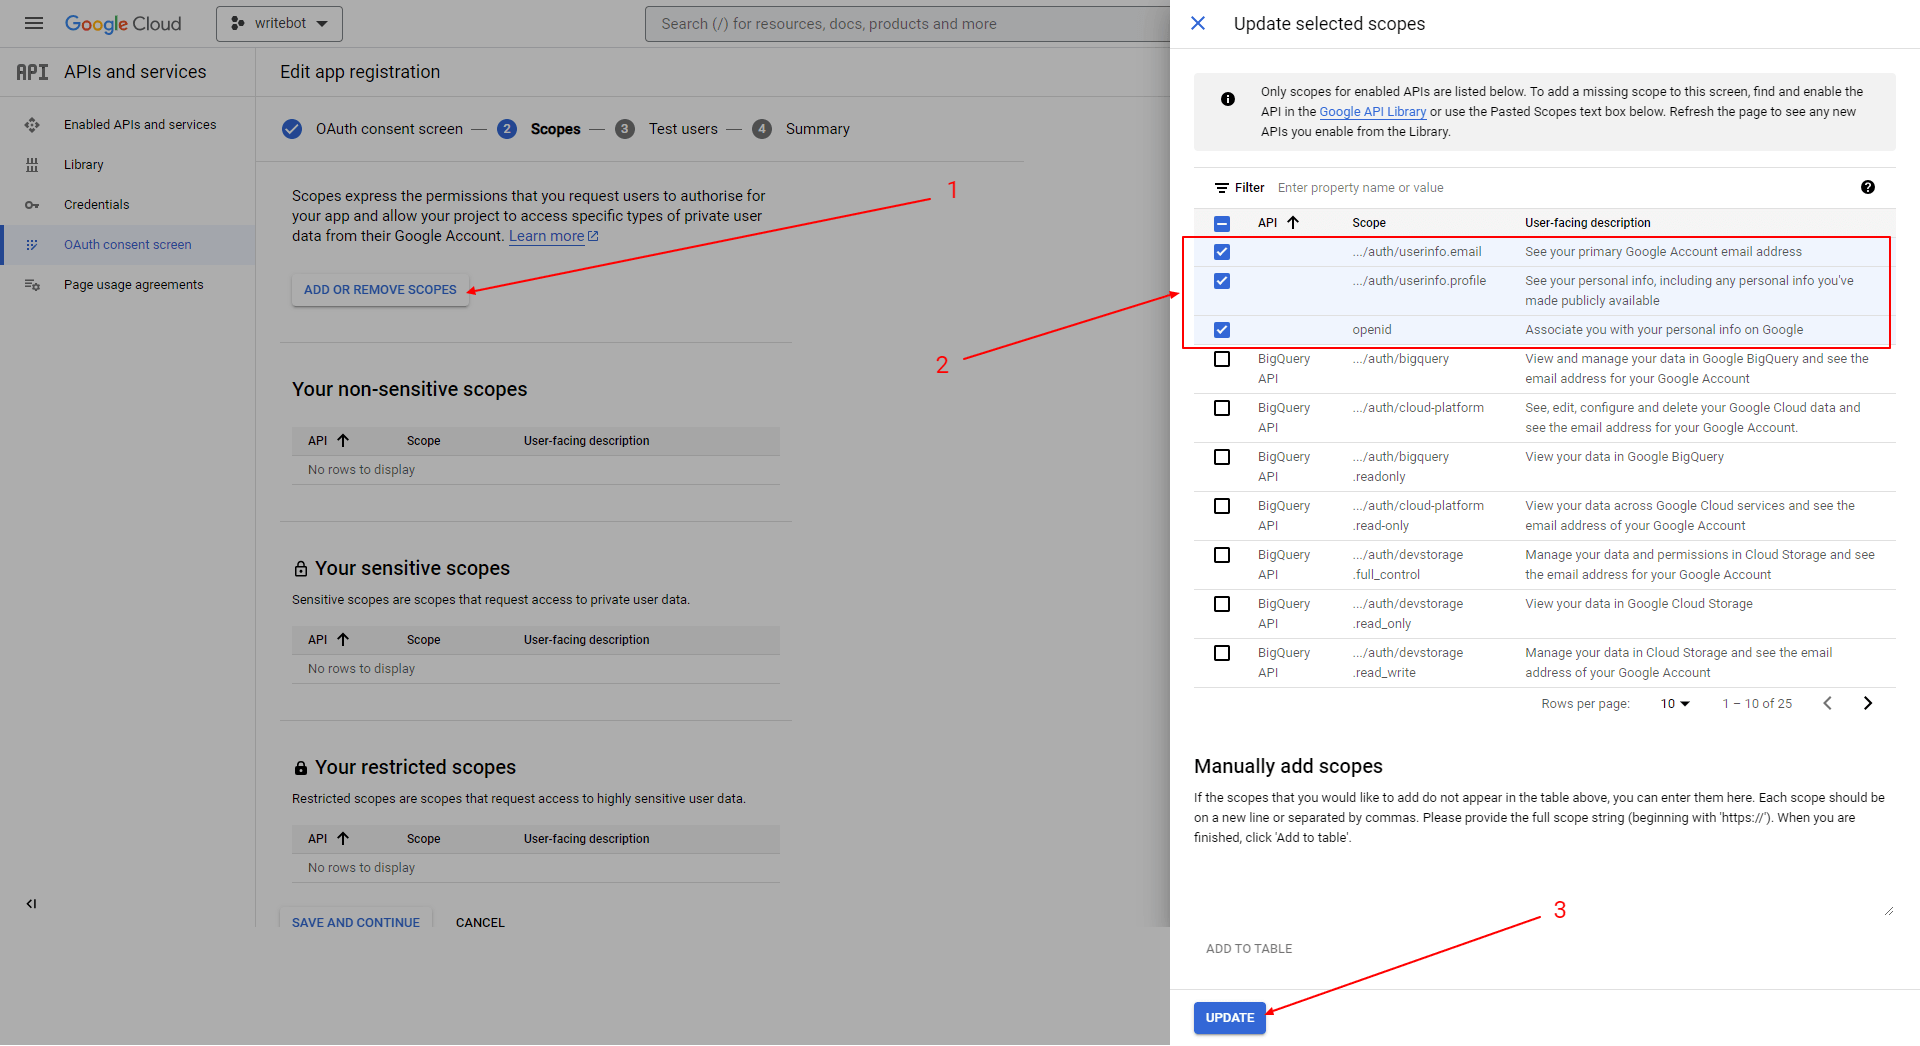 Google Cloud
writebot
Search (/) for resources, docs, products and more
API APIs and services
Enabled APIs and services
Library
Credentials
OAuth consent screen
Page usage agreements
Edit app registration
OAuth consent screen — 2 Scopes — 3 Test users — 4 Summary
Scopes express the permissions that you request users to authorise for
your app and allow your project to access specific types of private user
data from their Google Account. Learn more
1
ADD OR REMOVE SCOPES
2
Your non-sensitive scopes
API Scope User-facing description
No rows to display
Your sensitive scopes
Sensitive scopes are scopes that request access to private user data.
API Scope User-facing description
No rows to display
Your restricted scopes
Restricted scopes are scopes that request access to highly sensitive user data.
API Scope User-facing description
No rows to display
SAVE AND CONTINUE CANCEL
Update selected scopes
Only scopes for enabled APIs are listed below. To add a missing scope to this screen, find and enable the
API in the Google API Library or use the Pasted Scopes text box below. Refresh the page to see any new
APIs you enable from the Library.
Filter Enter property name or value
API Scope User-facing description
.../auth/userinfo.email See your primary Google Account email address
.../auth/userinfo.profile See your personal info, including any personal info you've
made publicly available
openid Associate you with your personal info on Google
BigQuery .../auth/bigquery View and manage your data in Google BigQuery and see the
API email address for your Google Account
BigQuery .../auth/cloud-platform See, edit, configure and delete your Google Cloud data and
API see the email address for your Google Account.
BigQuery .../auth/bigquery View your data in Google BigQuery
API .readonly
BigQuery .../auth/cloud-platform View your data across Google Cloud services and see the
API .read-only email address of your Google Account
BigQuery .../auth/devstorage Manage your data and permissions in Cloud Storage and see
API .full_control the email address for your Google Account
BigQuery .../auth/devstorage View your data in Google Cloud Storage
API .read_only
BigQuery .../auth/devstorage Manage your data in Cloud Storage and see the email
API .read_write address of your Google Account
Rows per page: 10 1 – 10 of 25
Manually add scopes
If the scopes that you would like to add do not appear in the table above, you can enter them here. Each scope should be
on a new line or separated by commas. Please provide the full scope string (beginning with 'https://'). When you are
finished, click 'Add to table'.
3
ADD TO TABLE
UPDATE